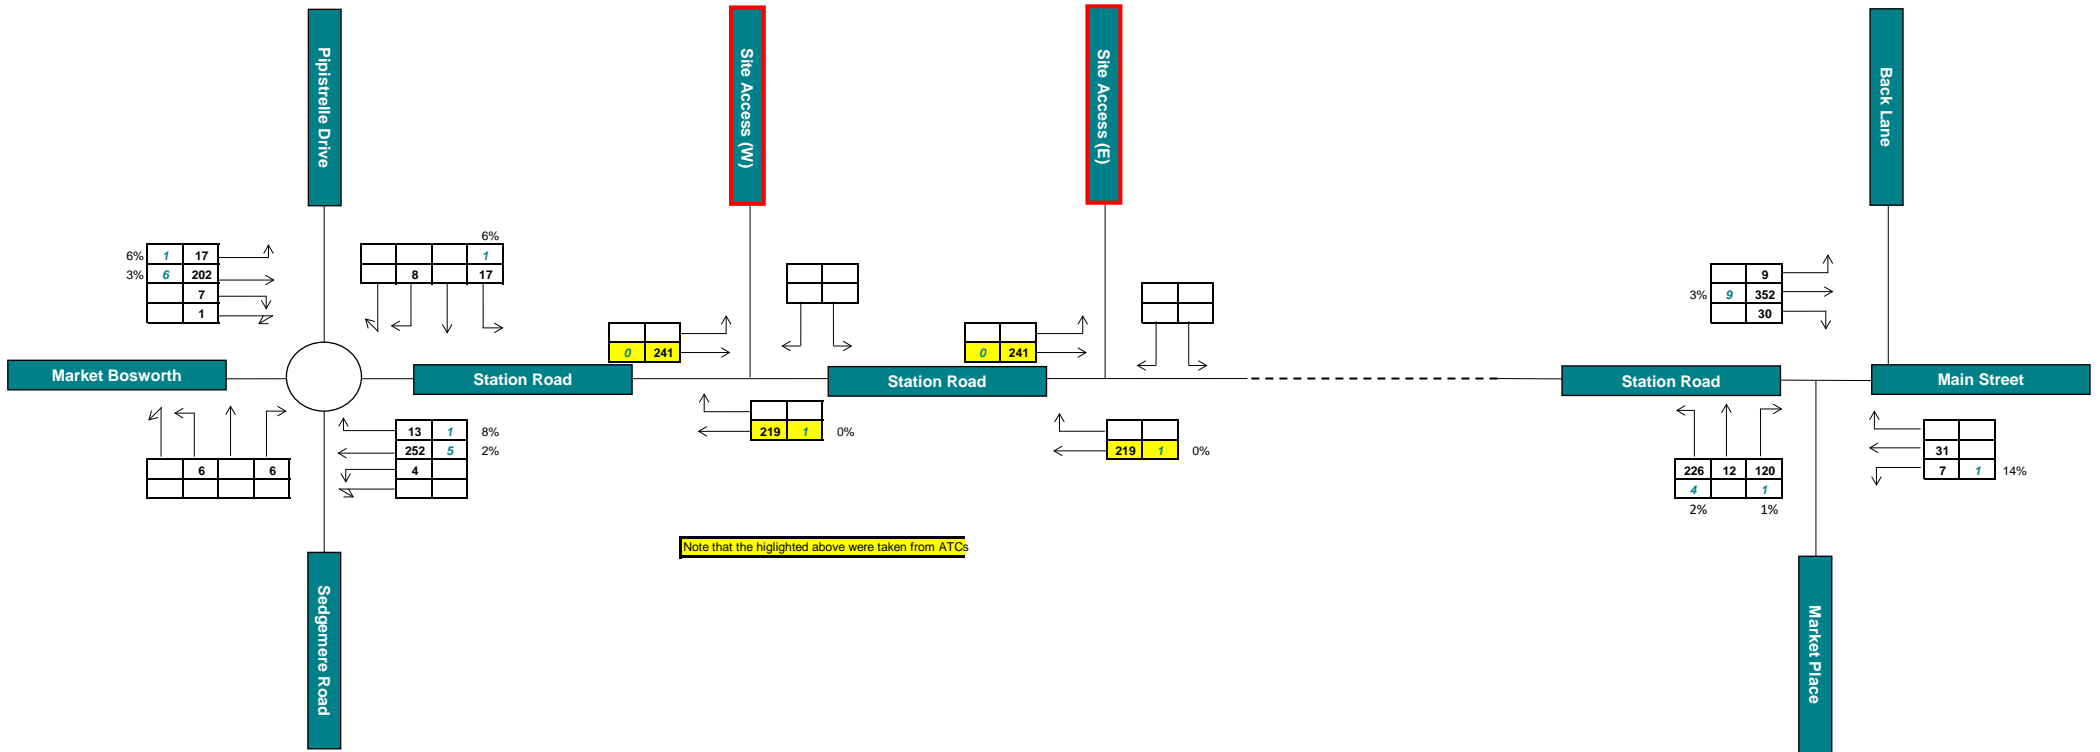 Pipistrelle Drive
Site Access (W)
Site Access (E)
Back Lane
6%
6% 1 17
3% 6 202
7
1
1
8 17
9
3% 9 352
30
0 241
0 241
Market Bosworth
Station Road
Station Road
Station Road
Main Street
13 1 8%
252 5 2%
4
219 1 0%
219 1 0%
31
7 1 14%
6 6
226 12 120
4 1
2% 1%
Note that the higlighted above were taken from ATCs
Sedgemere Road
Market Place